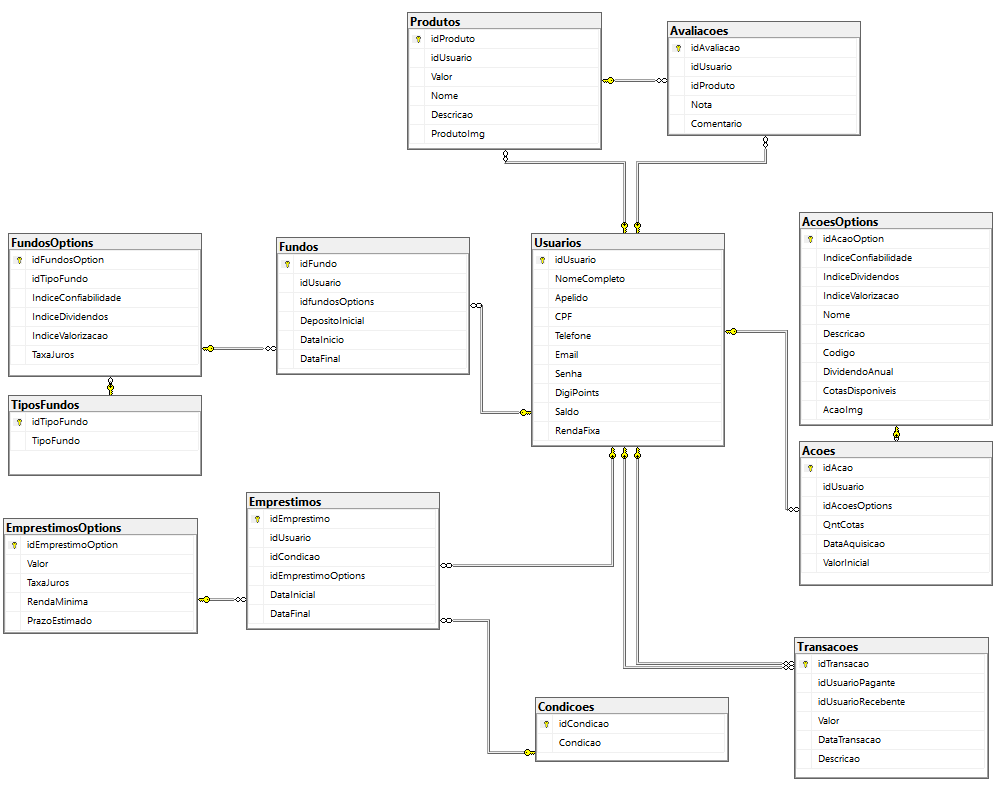 Produtos
idProduto
idUsuario
Valor
Nome
Descricao
ProdutoImg
Avaliacoes
idAvaliacao
idUsuario
idProduto
Nota
Comentario
FundosOptions
idFundosOption
idTipoFundo
IndiceConfiabilidade
IndiceDividendos
IndiceValorizacao
TaxaJuros
Fundos
idFundo
idUsuario
idfundosOptions
DepositoInicial
DataInicio
DataFinal
Usuarios
idUsuario
NomeCompleto
Apelido
CPF
Telefone
Email
Senha
DigiPoints
Saldo
RendaFixa
AcoesOptions
idAcaoOption
IndiceConfiabilidade
IndiceDividendos
IndiceValorizacao
Nome
Descricao
Codigo
DividendoAnual
CotasDisponiveis
AcaoImg
TiposFundos
idTipoFundo
TipoFundo
Acoes
idAcao
idUsuario
idAcoesOptions
QntCotas
DataAquisicao
ValorInicial
EmprestimosOptions
idEmprestimoOption
Valor
TaxaJuros
RendaMinima
PrazoEstimado
Emprestimos
idEmprestimo
idUsuario
idCondicao
idEmprestimoOptions
DataInicial
DataFinal
Transacoes
idTransacao
idUsuarioPagante
idUsuarioRecebente
Valor
DataTransacao
Descricao
Condicoes
idCondicao
Condicao